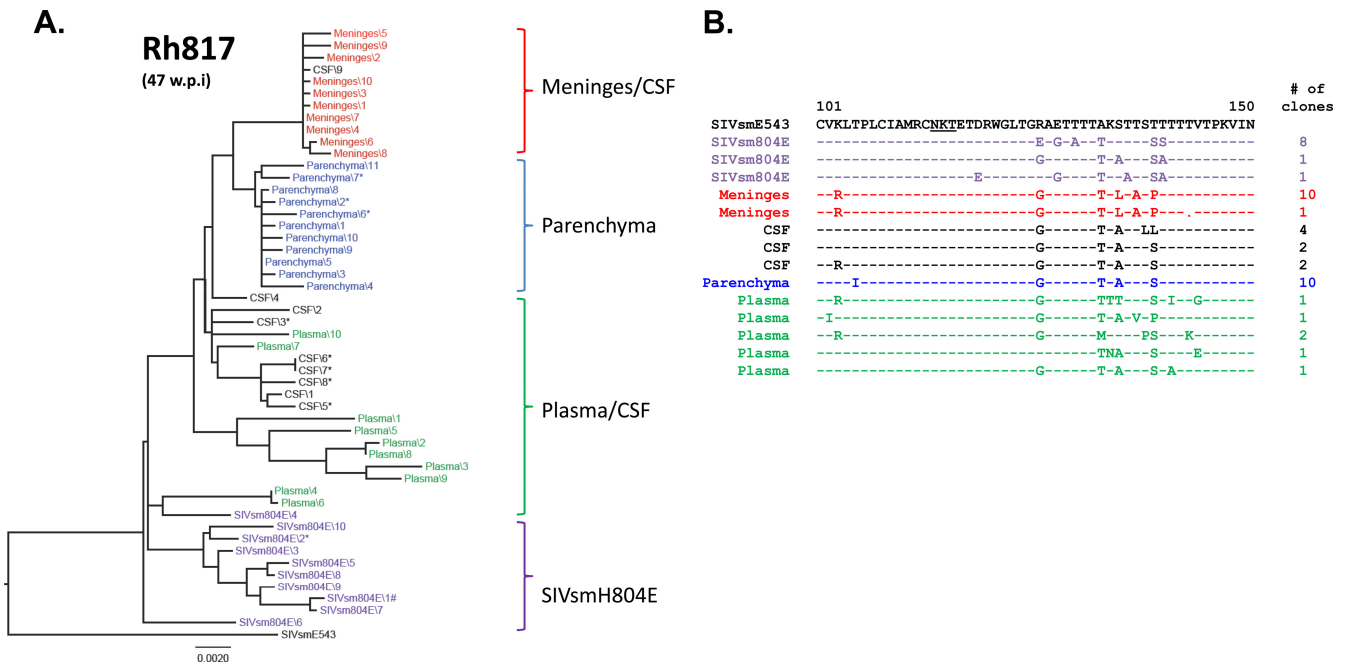 A.
Rh817
(47 w.p.i)
Meninges\5
Meninges\9
Meninges\2
CSF\9
Meninges\10
Meninges\3
Meninges\1
Meninges\7
Meninges\4
Meninges\6
Meninges\8
Meninges/CSF
Parenchyma\11
Parenchyma\7*
Parenchyma\8
Parenchyma\2*
Parenchyma\6*
Parenchyma\1
Parenchyma\10
Parenchyma\9
Parenchyma\5
Parenchyma\3
Parenchyma\4
Parenchyma
CSF\4
CSF\2
CSF\3*
Plasma\10
Plasma\7
CSF\6*
CSF\7*
CSF\8*
CSF\1
CSF\5*
Plasma\1
Plasma\5
Plasma\2
Plasma\8
Plasma\3
Plasma\9
Plasma\4
Plasma\6
Plasma/CSF
SIVsm804E\4
SIVsm804E\10
SIVsm804E\2*
SIVsm804E\3
SIVsm804E\5
SIVsm804E\8
SIVsm804E\9
SIVsm804E\1#
SIVsm804E\7
SIVsm804E\6
SIVsmH804E
SIVsmE543
0.0020
B.
# of
101 150 clones
SIVsmE543 CVKLTPLCIAMRCNKTETDRWGLTGRAETTTTAKSTTSTTTTTVTPKVIN
SIVsm804E -------------------------E-G-A--T-----SS---------- 8
SIVsm804E -------------------------G------T-A---SA---------- 1
SIVsm804E ------------------E--------G----T--A--SA---------- 1
Meninges --R----------------------G------T-L-A-P----------- 10
Meninges --R----------------------G------T-L-A-P---.------- 1
CSF -------------------------G------T-A--LL----------- 4
CSF -------------------------G------T-A---S----------- 2
CSF --R----------------------G------T-A---S----------- 2
Parenchyma ----I--------------------G------T-A---S----------- 10
Plasma --R----------------------G------TTT---S-I--G------ 1
Plasma -I-----------------------G------T-A-V-P----------- 1
Plasma --R----------------------G------M----PS---K------- 2
Plasma --------------------------------TNA---S----E------ 1
Plasma -------------------------G------T-A---S-A--------- 1